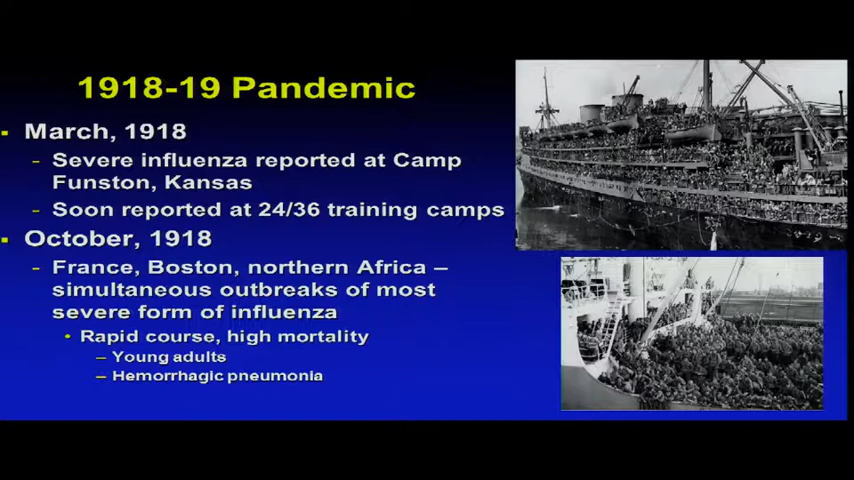 1918-19 Pandemic
▪ March, 1918
- Severe influenza reported at Camp
Funston, Kansas
- Soon reported at 24/36 training camps
▪ October, 1918
- France, Boston, northern Africa –
simultaneous outbreaks of most
severe form of influenza
• Rapid course, high mortality
– Young adults
– Hemorrhagic pneumonia